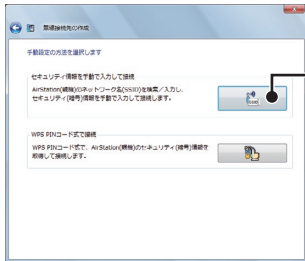 無線接続先の作成
手動設定の方法を選択します
セキュリティ情報を手動で入力して接続
AirStation(親機)のネットワーク名(SSID)を検索／入力し、
セキュリティ(暗号)情報を手動で入力して接続します。
SSID
WPS PINコード式で接続
WPS PINコード式で、AirStation(親機)のセキュリティ(暗号)情報を
取得して接続します。